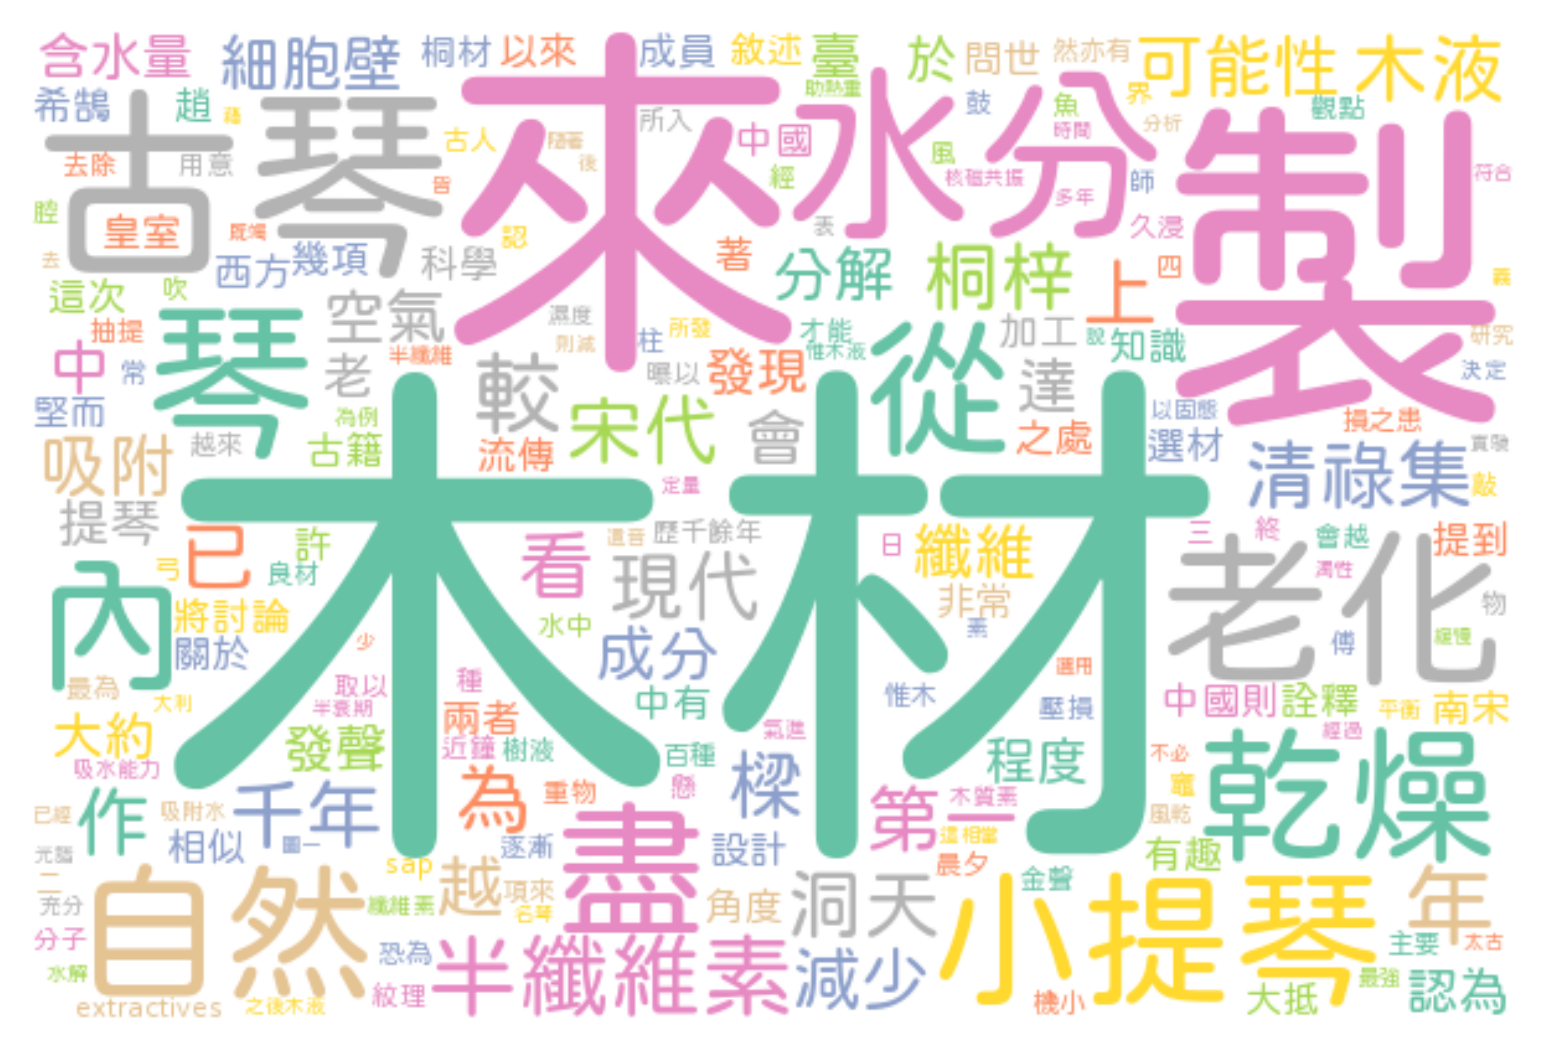 含水量 細胞壁 桐材 以來 來 成員 敘述 臺 於 問世 然亦有 可能性 木液
希鵠 趙 古琴 助熱重 鼓 魚 界 觀點
所入 中國 水分 時間 分析 製
去除 用意 古人 後 風 經 核磁共振 師 符合
腔 皇室 多年 久浸
去 西方 幾項 科學 認 著 分解 桐梓 上 四 義
這次 吹 空氣 濕度 所發 才能 加工 說 知識 研究
抽提 琴 老 半纖維 則減 柱 惟木液 從
中 常 較 曝以 發現 達 決定
堅而 為例 宋代 會 以固態 損之患
吸附 越來 古籍 流傳 之處 選材 清祿集 實驗
提琴 定量 敲
已 許 木材 看 遺音 歷千餘年 日 纖維 三 終 會越 提到
內 弓 良材 現代 老化 濁性
將討論 水中 非常 物
關於 少 成分 素 適用 傅 緩慢
最為 取以 種 中有 惟木 壓損 中國則 詮釋 平衡 南宋
大約 大利 半衰期 兩者 氣進 經過
吸水能力 發聲 近鐘 樹液 百種 程度 不必 乾燥
已經 作 吸附水 千年 為 重物 懸 樑 第一 木質素 竈 風乾
光譜 相似 圖一 逐漸 設計 這相當 有趣
二 自然 sap 越 項來 盡 晨夕 金聲 年
充分 纖維素 名琴 角度 洞天 小提琴
分子 恐為 半纖維素 減少 主要 太古
水解 紋理 最強 認為
extractives 之後木液 機小 大抵